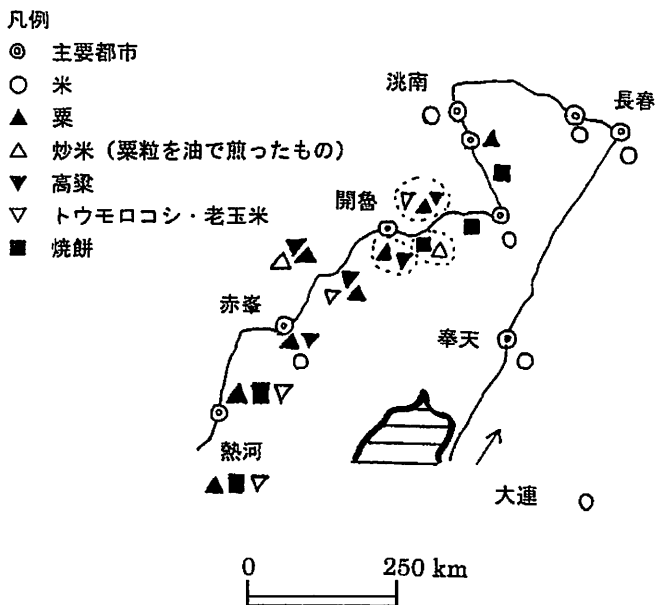 凡例
◎ 主要都市
○ 米
▲ 粟
△ 炒米（粟粒を油で煎ったもの）
▼ 高粱
▽ トウモロコシ・老玉米
■ 焼餅
洮南
長春
開魯
赤峯
奉天
熱河
大連
0 250 km